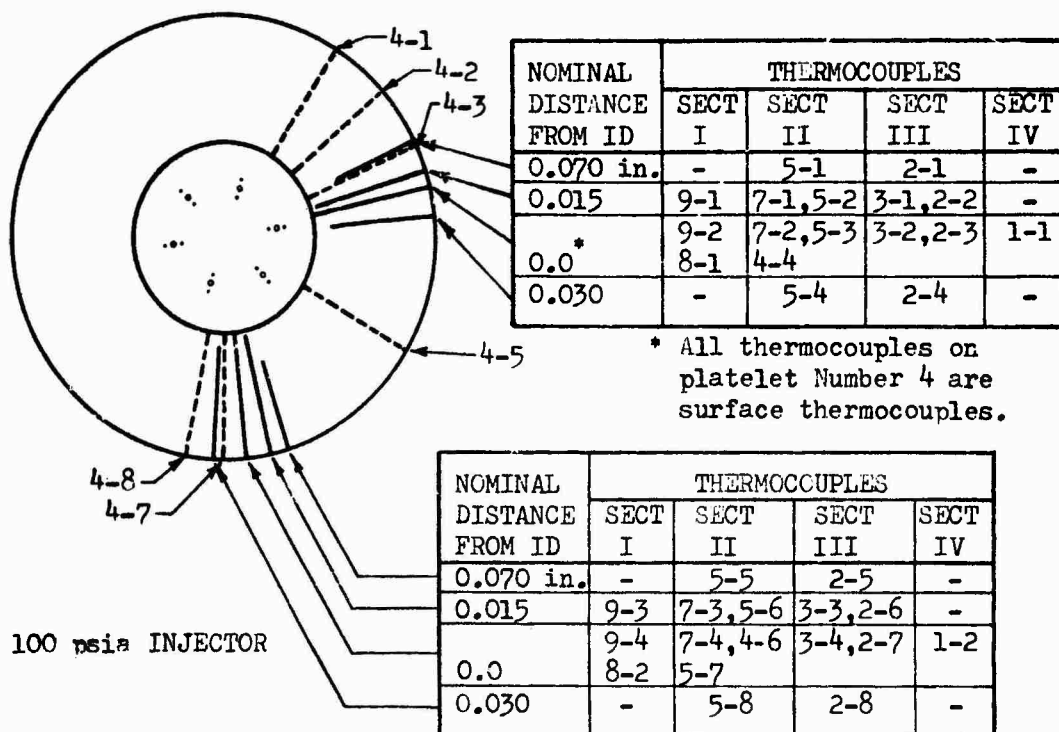 4-1
4-2
4-3
NOMINAL DISTANCE FROM ID | THERMOCOUPLES
SECT I | SECT II | SECT III | SECT IV
0.070 in. | - | 5-1 | 2-1 | -
0.015 | 9-1 | 7-1,5-2 | 3-1,2-2 | -
0.0* | 9-2 8-1 | 7-2,5-3 4-4 | 3-2,2-3 | 1-1
0.030 | - | 5-4 | 2-4 | -
* All thermocouples on
platelet Number 4 are
surface thermocouples.
4-5
4-8
4-7
100 psia INJECTOR
NOMINAL DISTANCE FROM ID | THERMOCOUPLES
SECT I | SECT II | SECT III | SECT IV
0.070 in. | - | 5-5 | 2-5 | -
0.015 | 9-3 | 7-3,5-6 | 3-3,2-6 | -
0.0 | 9-4 8-2 | 7-4,4-6 5-7 | 3-4,2-7 | 1-2
0.030 | - | 5-8 | 2-8 | -